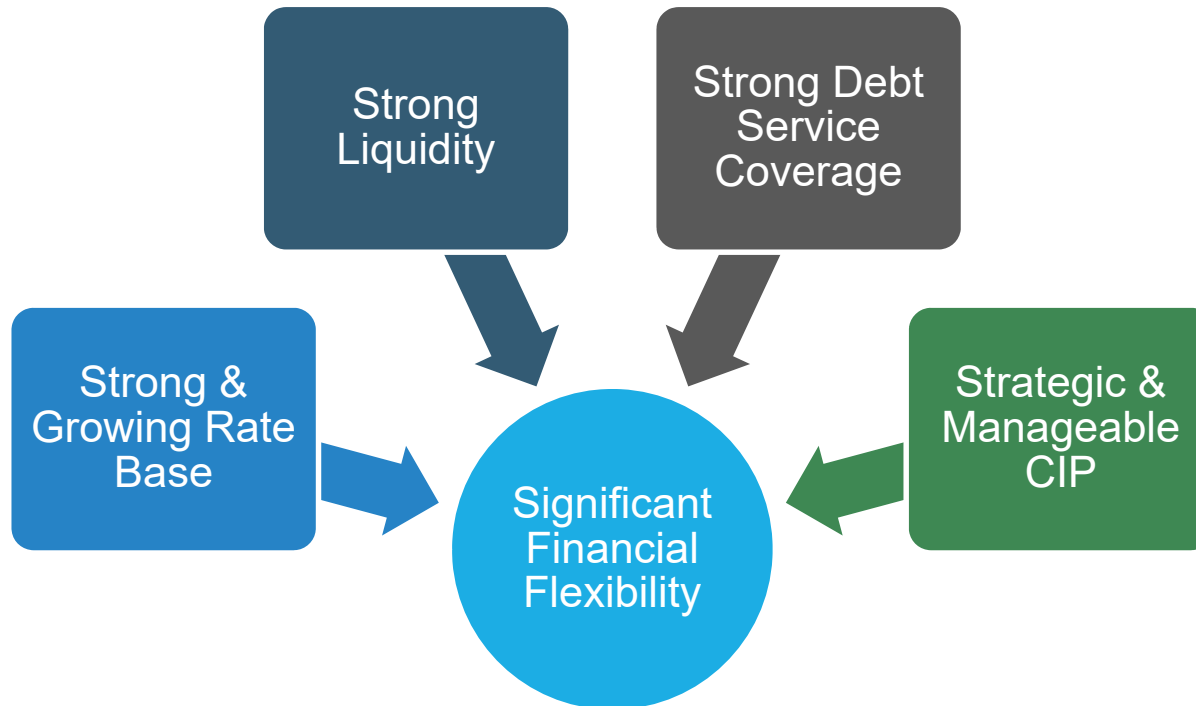 Strong
Liquidity
Strong Debt
Service
Coverage
Strong &
Growing Rate
Base
Strategic &
Manageable
CIP
Significant
Financial
Flexibility